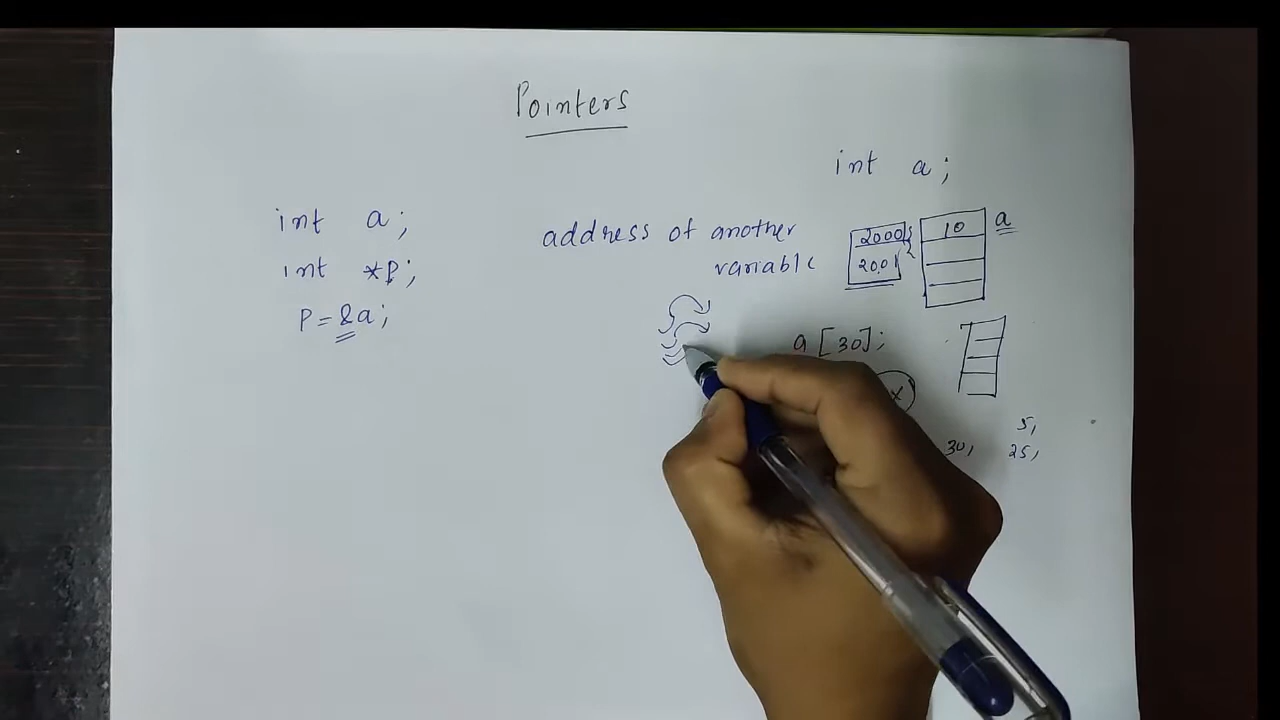 Pointers
int a;
int a;
int *p;
P = &a;
address of another
variable
2000
2001
10
a
a [30];
x
5,
30, 25,